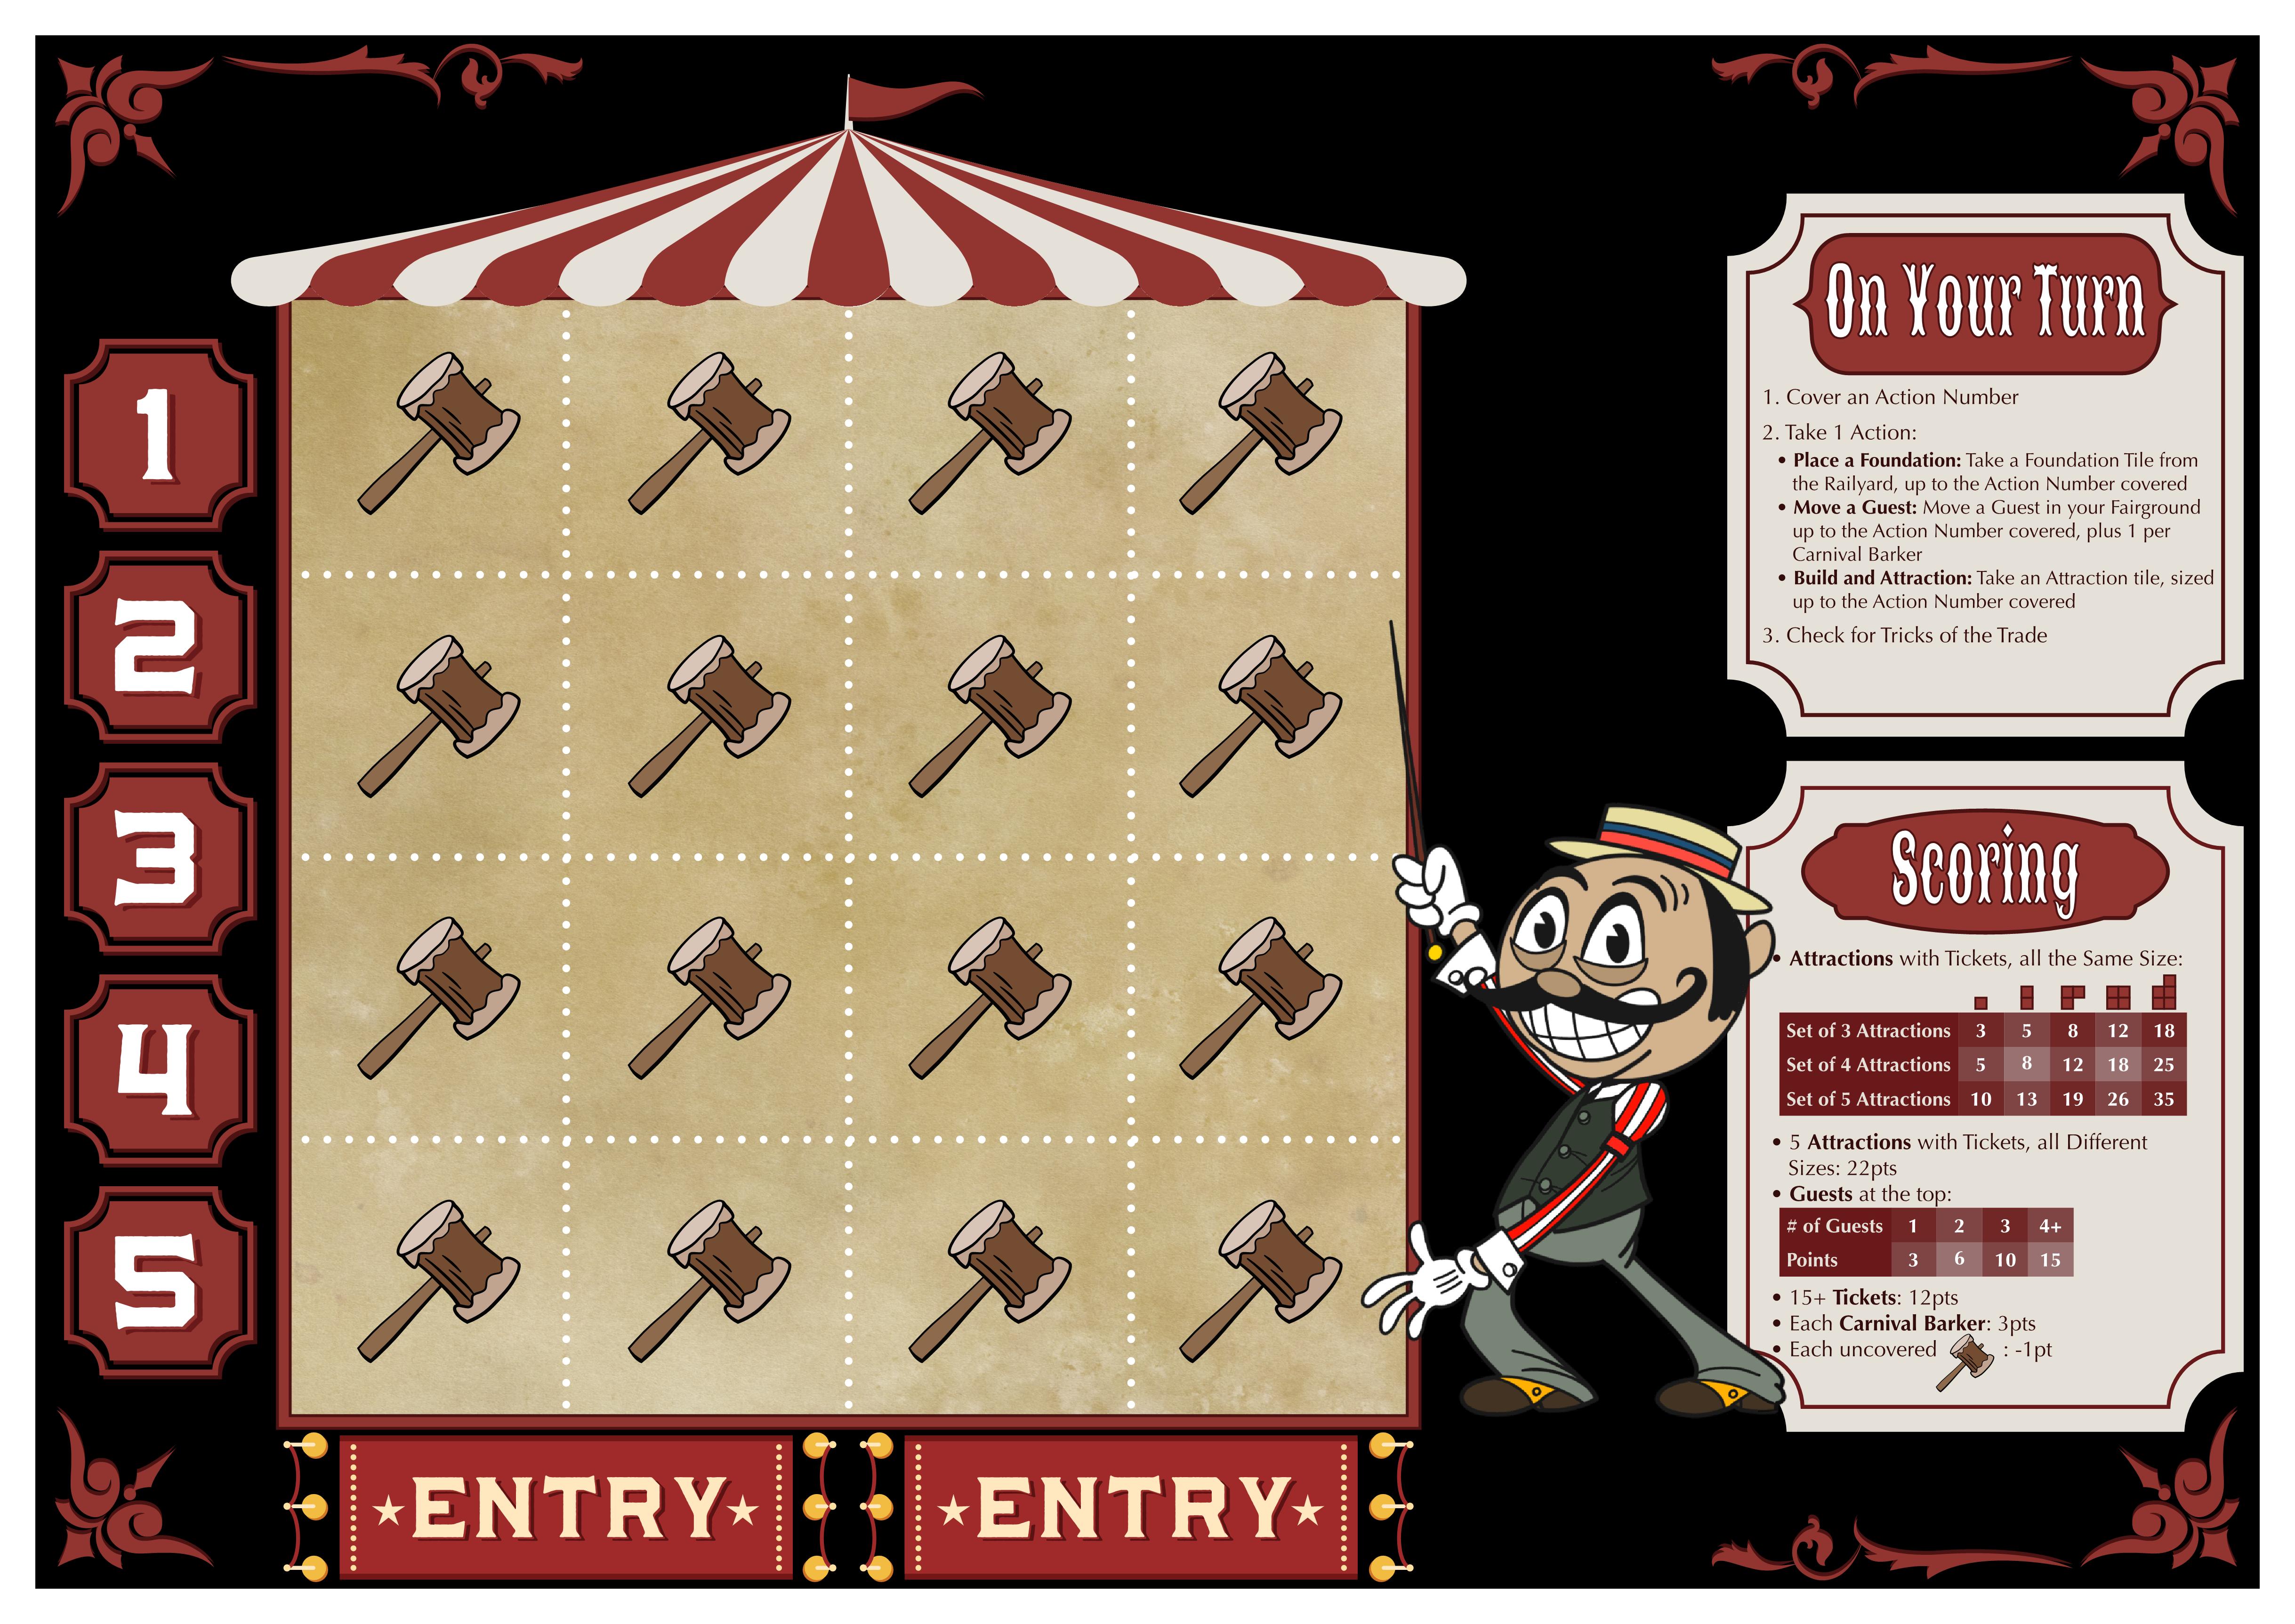 1
2
3
4
5
ENTRY
ENTRY
On Your Turn
1. Cover an Action Number
2. Take 1 Action:
• Place a Foundation: Take a Foundation Tile from
the Railyard, up to the Action Number covered
• Move a Guest: Move a Guest in your Fairground
up to the Action Number covered, plus 1 per
Carnival Barker
• Build and Attraction: Take an Attraction tile, sized
up to the Action Number covered
3. Check for Tricks of the Trade
Scoring
• Attractions with Tickets, all the Same Size:
Set of 3 Attractions 3 5 8 12 18
Set of 4 Attractions 5 8 12 18 25
Set of 5 Attractions 10 13 19 26 35
• 5 Attractions with Tickets, all Different
Sizes: 22pts
• Guests at the top:
# of Guests 1 2 3 4+
Points 3 6 10 15
• 15+ Tickets: 12pts
• Each Carnival Barker: 3pts
• Each uncovered : -1pt